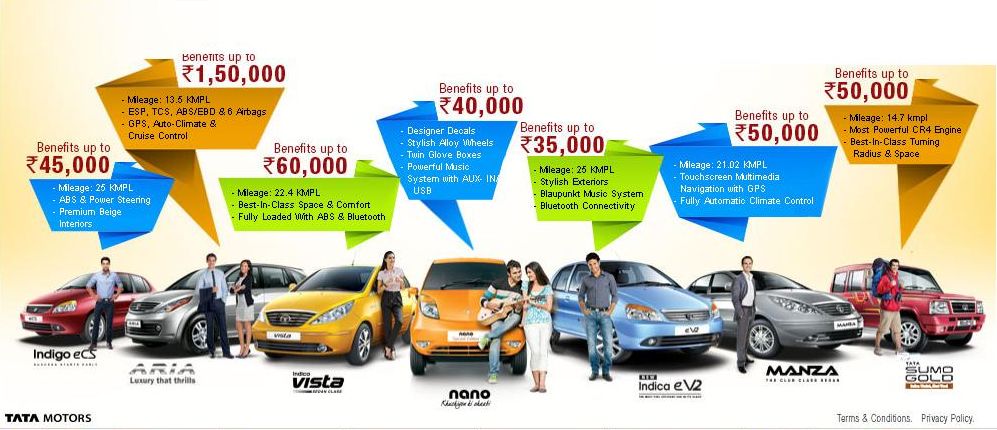 Benefits up to
₹45,000
- Mileage: 25 KMPL
- ABS & Power Steering
- Premium Beige
Interiors
Benefits up to
₹1,50,000
- Mileage: 13.5 KMPL
- ESP, TCS, ABS/EBD & 6 Airbags
- GPS, Auto-Climate &
Cruise Control
Benefits up to
₹60,000
- Mileage: 22.4 KMPL
- Best-In-Class Space & Comfort
- Fully Loaded With ABS & Bluetooth
Benefits up to
₹40,000
- Designer Decals
- Stylish Alloy Wheels
- Twin Glove Boxes
- Powerful Music
System with AUX- IN&
USB
Benefits up to
₹35,000
- Mileage: 25 KMPL
- Stylish Exteriors
- Blaupunkt Music System
- Bluetooth Connectivity
Benefits up to
₹50,000
- Mileage: 21.02 KMPL
- Touchscreen Multimedia
Navigation with GPS
- Fully Automatic Climate Control
Benefits up to
₹50,000
- Mileage: 14.7 kmpl
- Most Powerful CR4 Engine
- Best-In-Class Turning
Radius & Space
Indigo eCS
ARIA
Luxury that thrills
vista
Indica
vista
SEDAN CLASS
nano
nano
Khushiyon ki chaabi
eV2
NEW
Indica eV2
MANZA
MANZA
THE CLUB CLASS SEDAN
TATA
SUMO
GOLD
TATA MOTORS
Terms & Conditions. Privacy Policy.